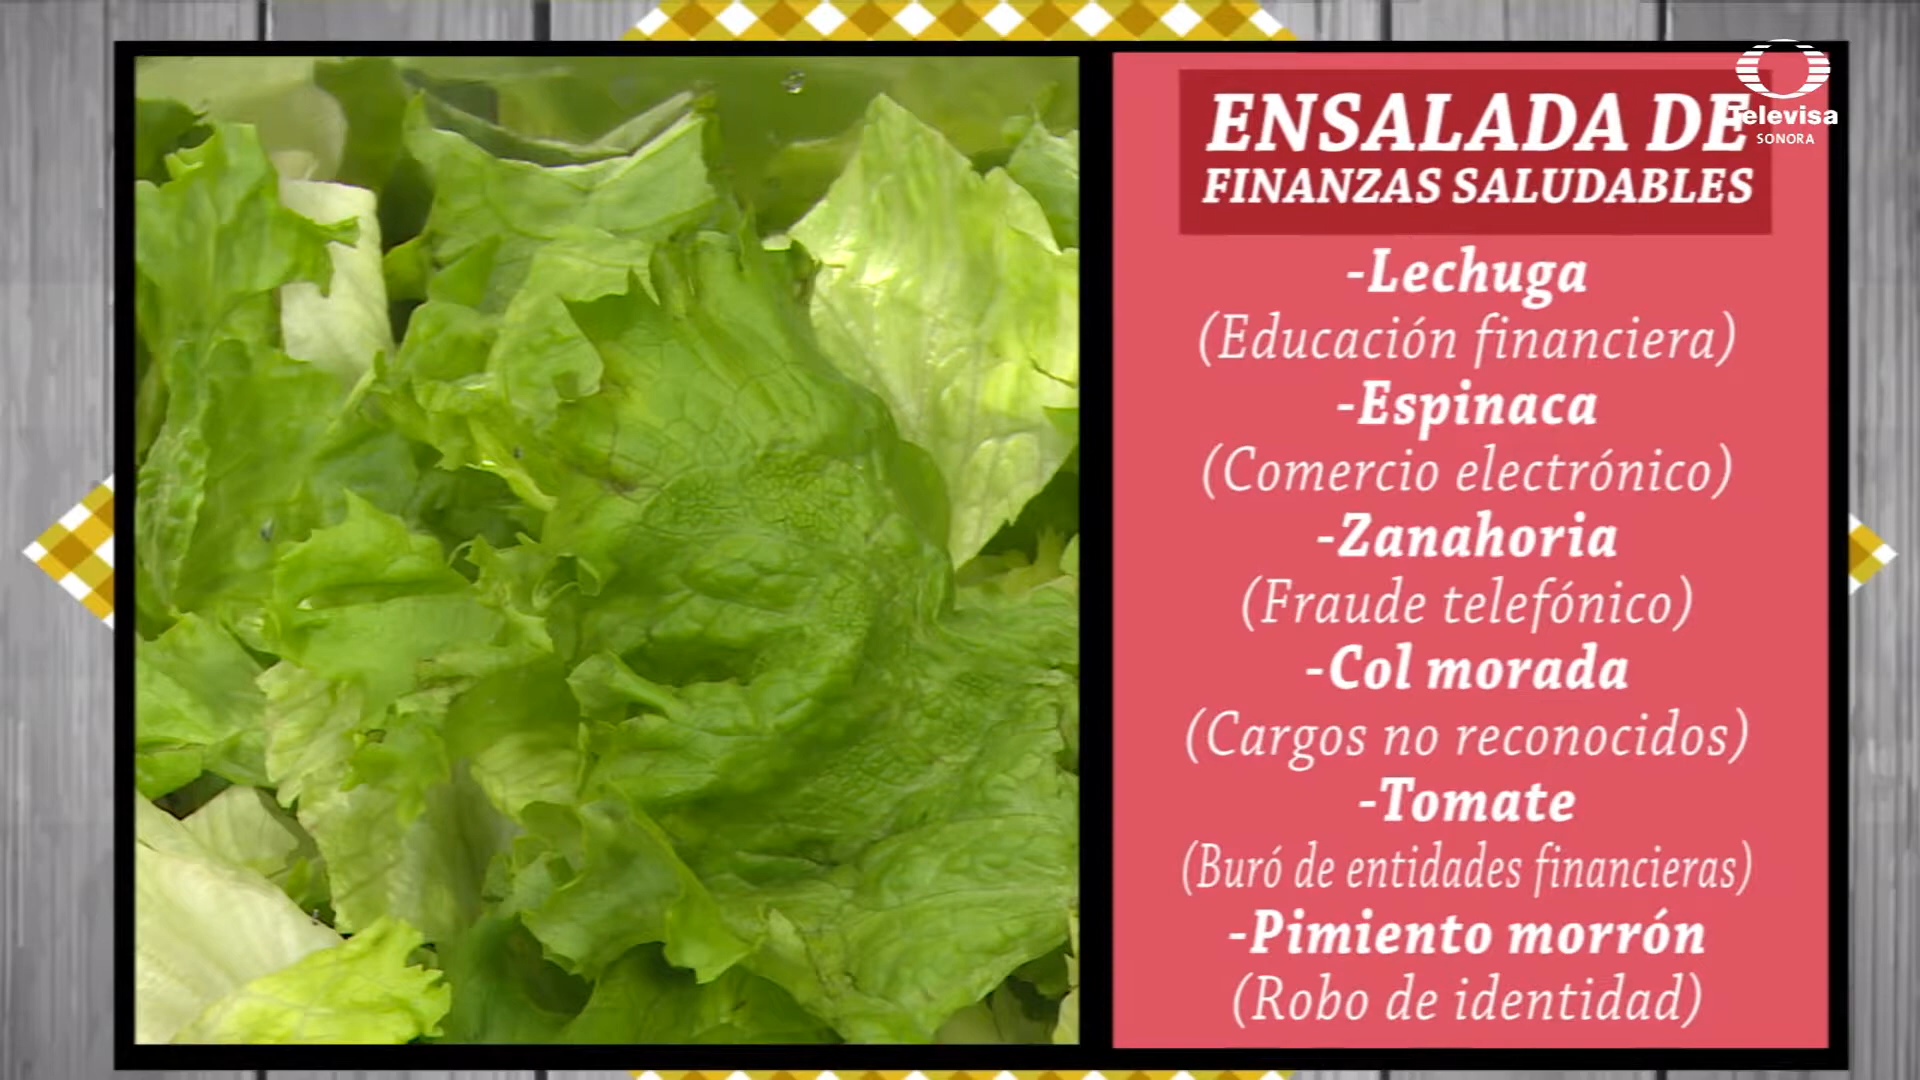 ENSALADA DE
FINANZAS SALUDABLES
Televisa
SONORA
-Lechuga
(Educación financiera)
-Espinaca
(Comercio electrónico)
-Zanahoria
(Fraude telefónico)
-Col morada
(Cargos no reconocidos)
-Tomate
(Buró de entidades financieras)
-Pimiento morrón
(Robo de identidad)